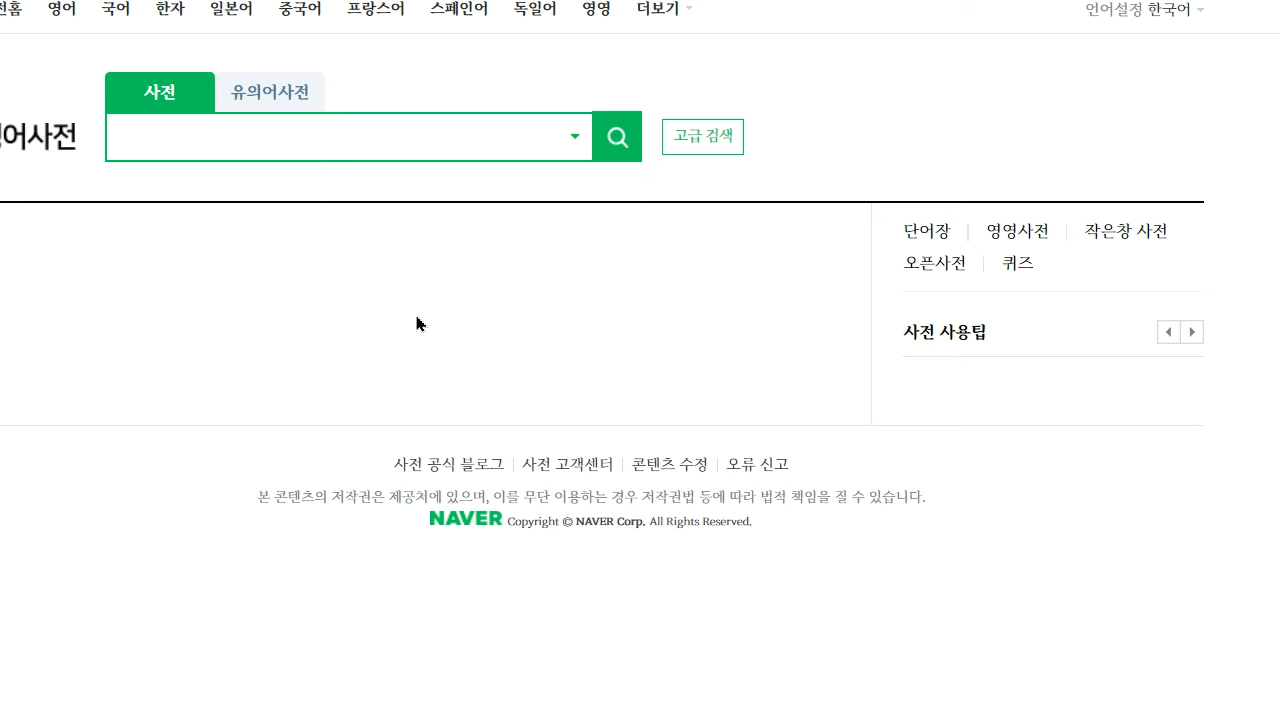 전홈 영어 국어 한자 일본어 중국어 프랑스어 스페인어 독일어 영영 더보기 언어설정 한국어
사전 유의어사전
어사전 고급 검색
단어장 영영사전 작은창 사전
오픈사전 퀴즈
사전 사용팁
사전 공식 블로그 사전 고객센터 콘텐츠 수정 오류 신고
본 콘텐츠의 저작권은 제공처에 있으며, 이를 무단 이용하는 경우 저작권법 등에 따라 법적 책임을 질 수 있습니다.
NAVER Copyright © NAVER Corp. All Rights Reserved.